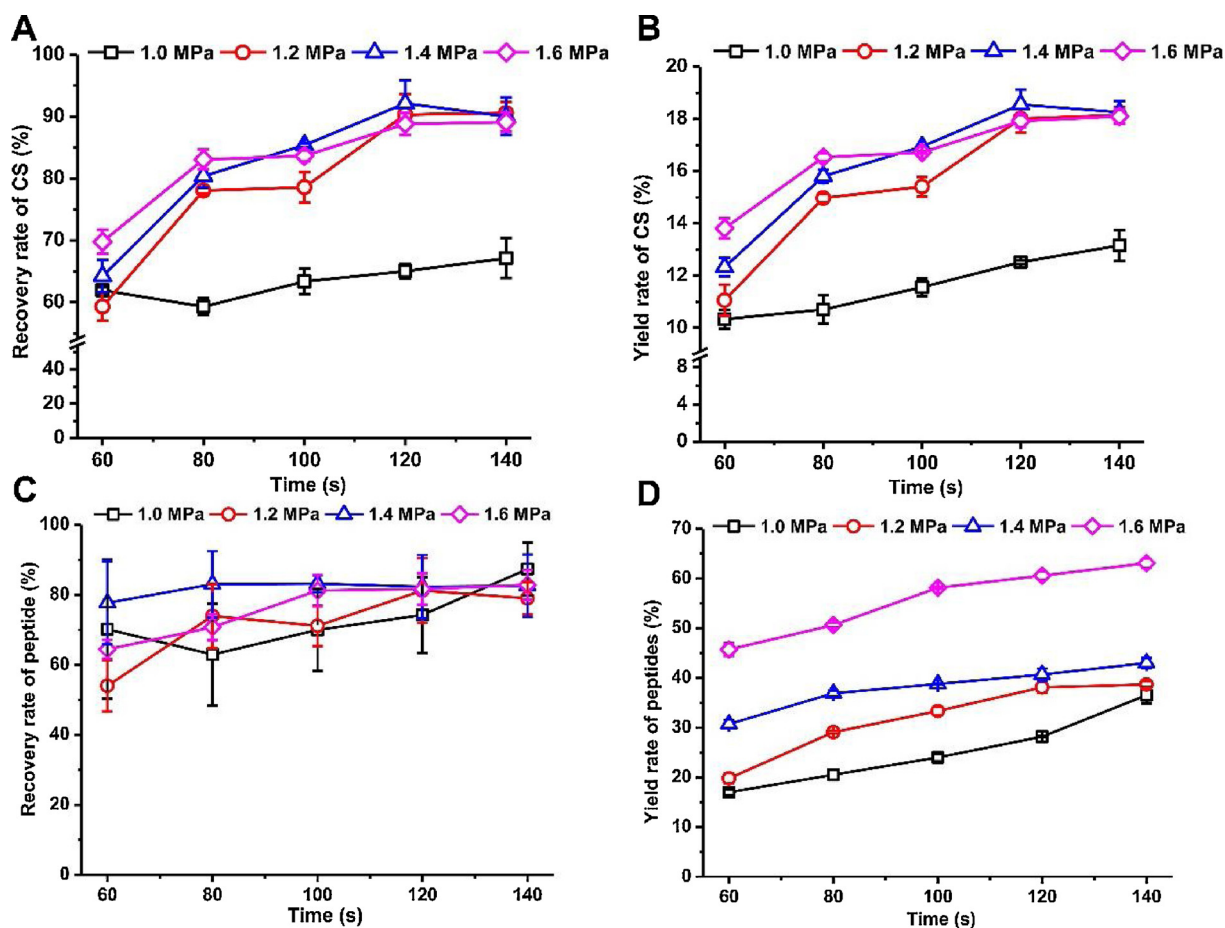 A
1.0 MPa 1.2 MPa 1.4 MPa 1.6 MPa
Recovery rate of CS (%)
100
90
80
70
60
40
20
0
60 80 100 120 140
Time (s)
B
1.0 MPa 1.2 MPa 1.4 MPa 1.6 MPa
Yield rate of CS (%)
20
18
16
14
12
10
8
6
4
2
0
60 80 100 120 140
Time (s)
C
1.0 MPa 1.2 MPa 1.4 MPa 1.6 MPa
Recovery rate of peptide (%)
100
80
60
40
20
0
60 80 100 120 140
Time (s)
D
1.0 MPa 1.2 MPa 1.4 MPa 1.6 MPa
Yield rate of peptides (%)
70
60
50
40
30
20
10
0
60 80 100 120 140
Time (s)